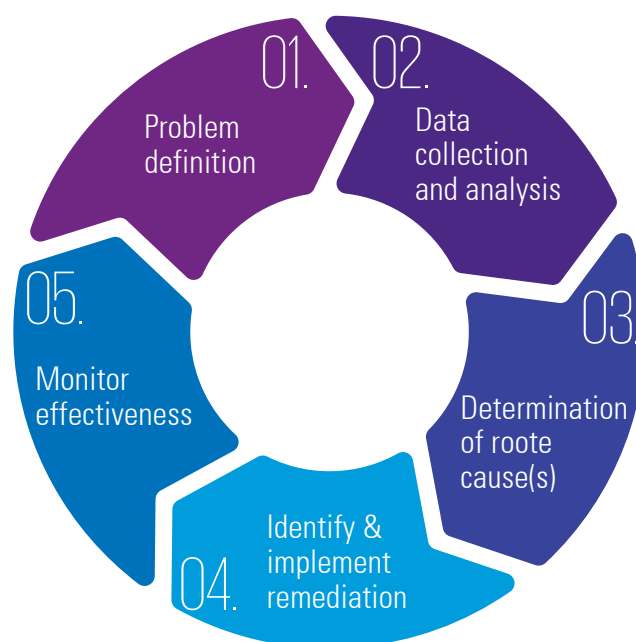 01.
Problem
definition
02.
Data
collection
and analysis
03.
Determination
of roote
cause(s)
04.
Identify &
implement
remediation
05.
Monitor
effectiveness